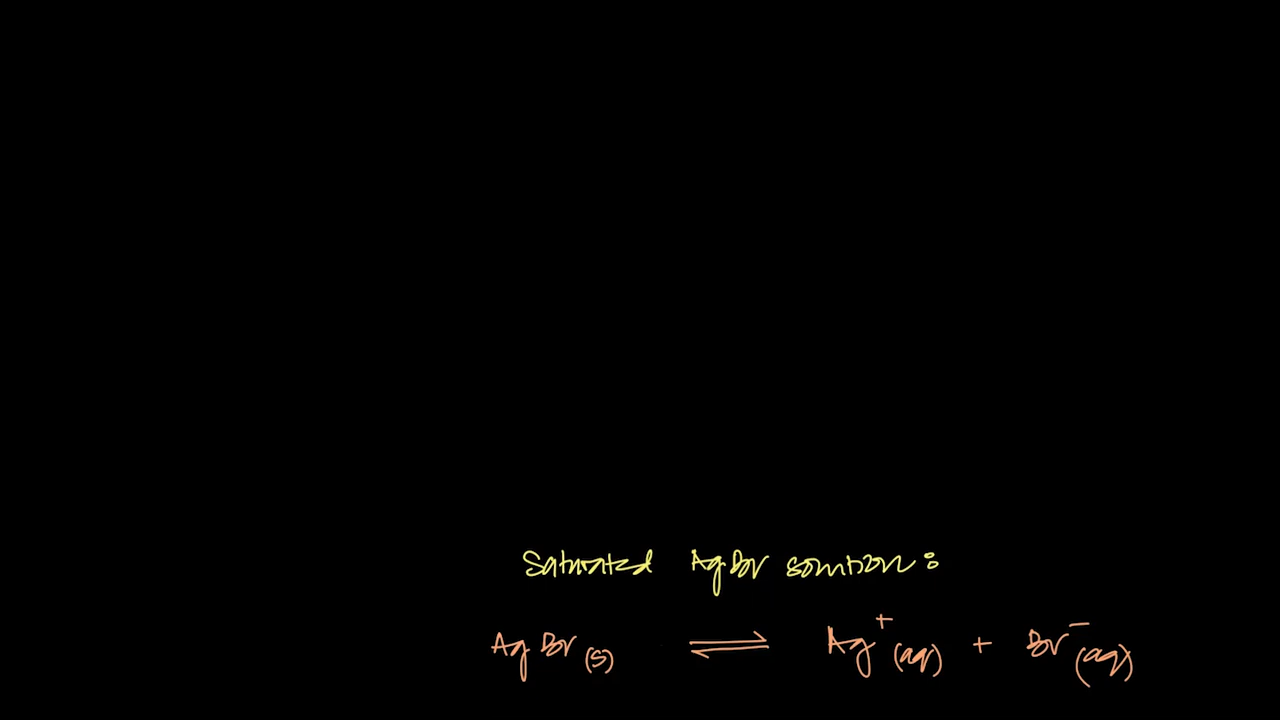 Saturated AgBr solution:
AgBr(s) ⇌ Ag⁺(aq) + Br⁻(aq)